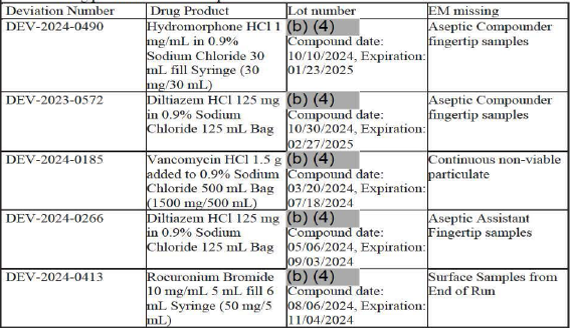 Deviation Number Drug Product Lot number EM missing
DEV-2024-0490 Hydromorphone HCl 1 (b) (4) Aseptic Compounder
mg/mL in 0.9% Compound date: fingertip samples
Sodium Chloride 30 10/10/2024, Expiration:
mL fill Syringe (30 01/23/2025
mg/30 mL)
DEV-2023-0572 Diltiazem HCl 125 mg (b) (4) Aseptic Compounder
in 0.9% Sodium Compound date: fingertip samples
Chloride 125 mL Bag 10/30/2024, Expiration:
02/27/2025
DEV-2024-0185 Vancomycin HCl 1.5 g (b) (4) Continuous non-viable
added to 0.9% Sodium Compound date: particulate
Chloride 500 mL Bag 03/20/2024, Expiration:
(1500 mg/500 mL) 07/18/2024
DEV-2024-0266 Diltiazem HCl 125 mg (b) (4) Aseptic Assistant
in 0.9% Sodium Compound date: Fingertip samples
Chloride 125 mL Bag 05/06/2024, Expiration:
09/03/2024
DEV-2024-0413 Rocuronium Bromide (b) (4) Surface Samples from
10 mg/mL 5 mL fill 6 Compound date: End of Run
mL Syringe (50 mg/5 08/06/2024, Expiration:
mL) 11/04/2024